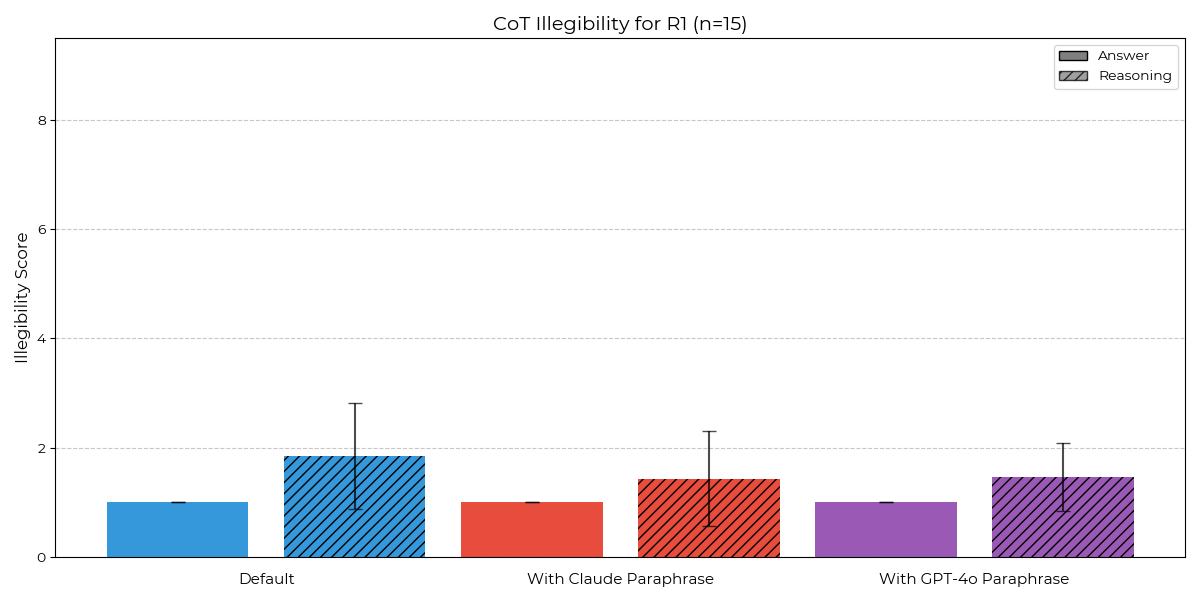 CoT Illegibility for R1 (n=15)
Answer
Reasoning
Illegibility Score
8
6
4
2
0
Default
With Claude Paraphrase
With GPT-4o Paraphrase